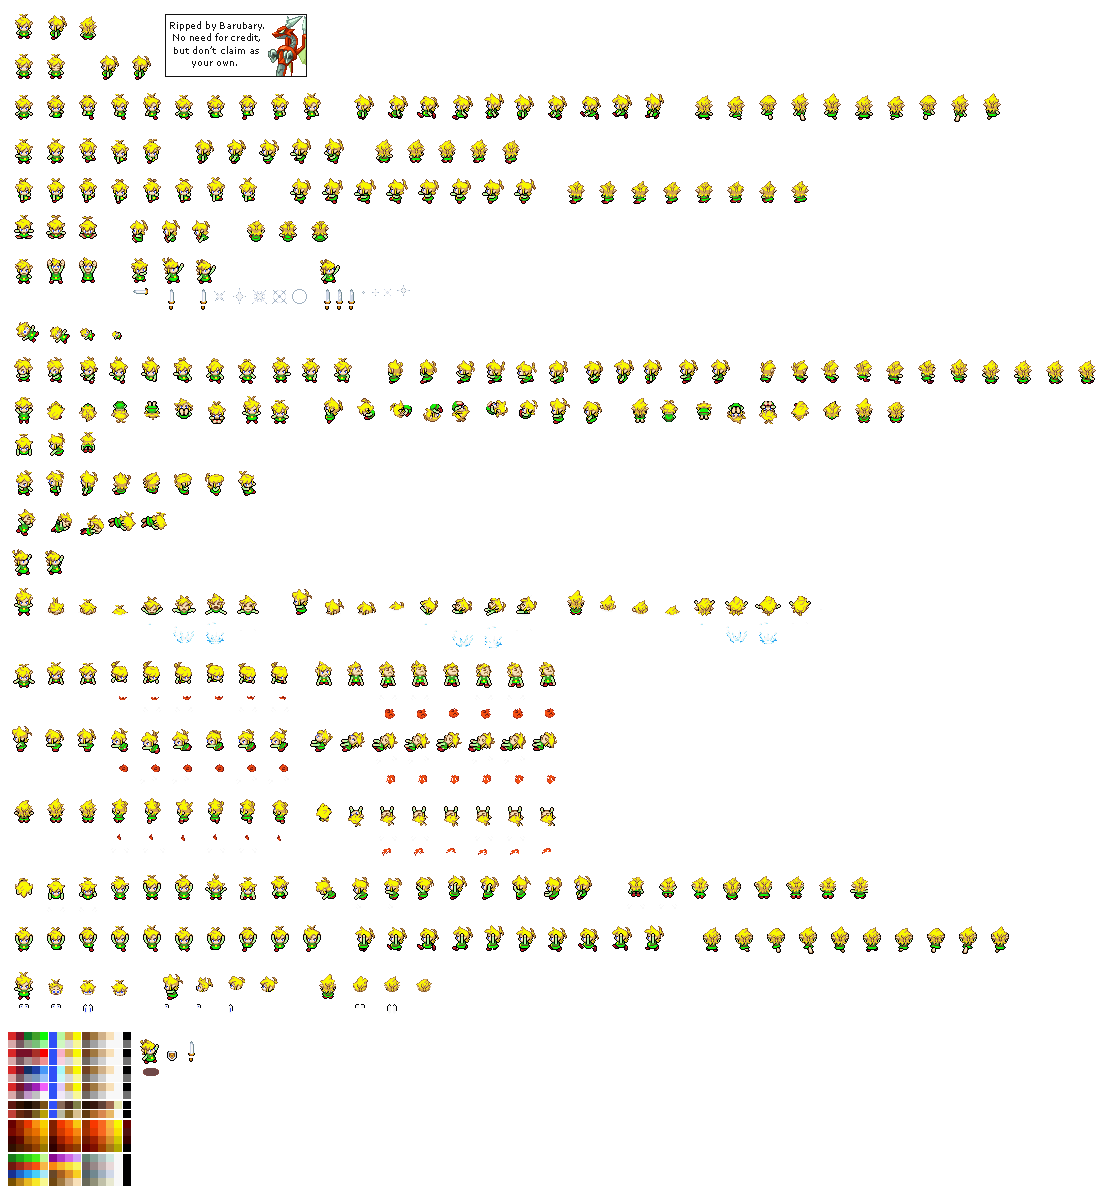 Ripped by Barubary.
No need for credit,
but don't claim as
your own.